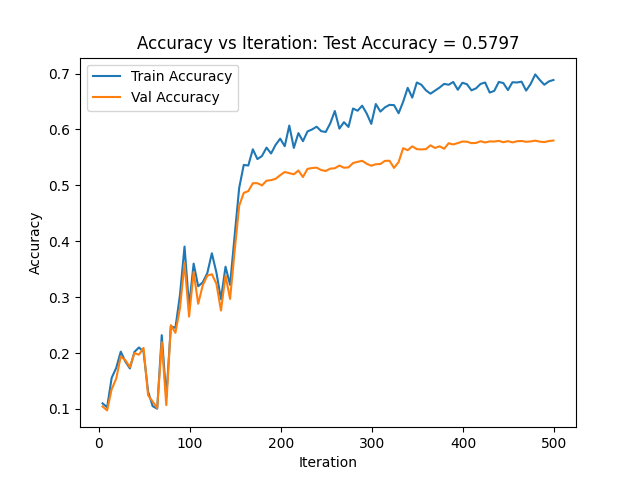 Accuracy vs Iteration: Test Accuracy = 0.5797
Train Accuracy
Val Accuracy
0.7
0.6
0.5
0.4
0.3
0.2
0.1
Accuracy
0 100 200 300 400 500
Iteration